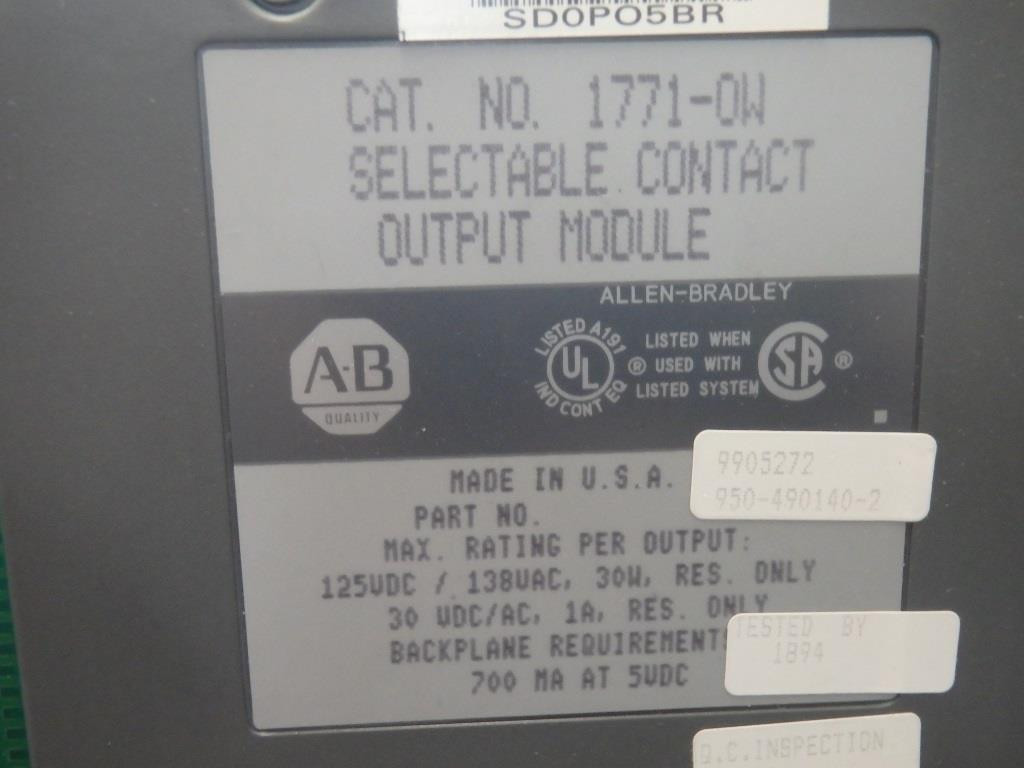 SD0PO5BR
CAT. NO. 1771-OW
SELECTABLE CONTACT
OUTPUT MODULE
ALLEN-BRADLEY
A-B
QUALITY
LISTED A191
UL
IND CONT EQ
®
LISTED WHEN
USED WITH
LISTED SYSTEM
SA
®
9905272
950-490140-2
MADE IN U.S.A.
PART NO.
MAX. RATING PER OUTPUT:
125VDC / 138VAC, 30W, RES. ONLY
30 VDC/AC, 1A, RES. ONLY
BACKPLANE REQUIREMENTS
700 MA AT 5VDC
TESTED BY
1894
Q.C.INSPECTION